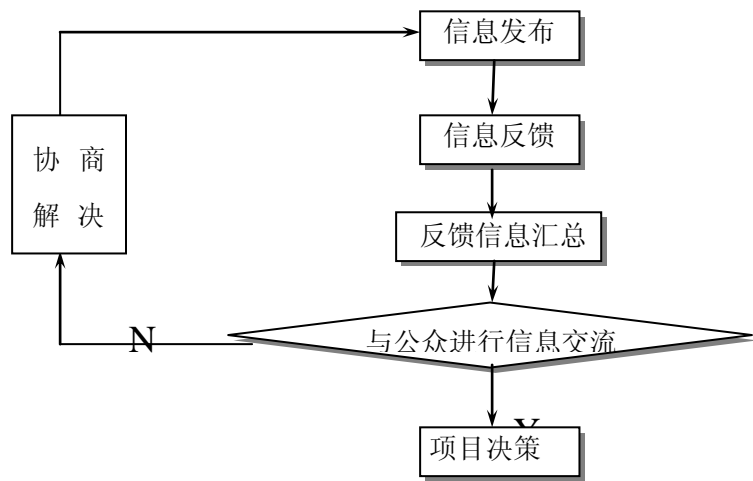 信息发布
信息反馈
协 商
解 决
反馈信息汇总
与公众进行信息交流
N
Y
项目决策